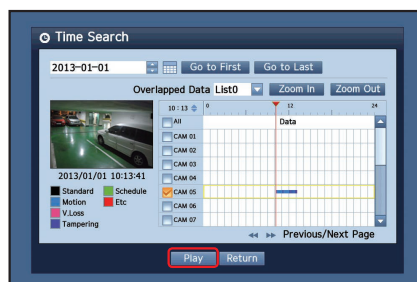 Time Search
2013-01-01 Go to First Go to Last
Overlapped Data List0 Zoom In Zoom Out
10:13 0 12 24
All Data
CAM 01
CAM 02
CAM 03
CAM 04
CAM 05
CAM 06
CAM 07
2013/01/01 10:13:41
Standard Schedule
Motion Etc
V.Loss
Tampering
Previous/Next Page
Play Return